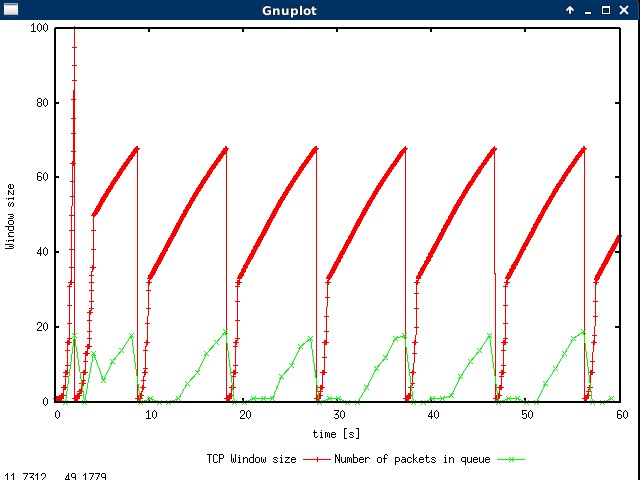 Gnuplot
100
80
60
40
20
0
Window size
0 10 20 30 40 50 60
time [s]
TCP Window size Number of packets in queue
11.7312 49.1779